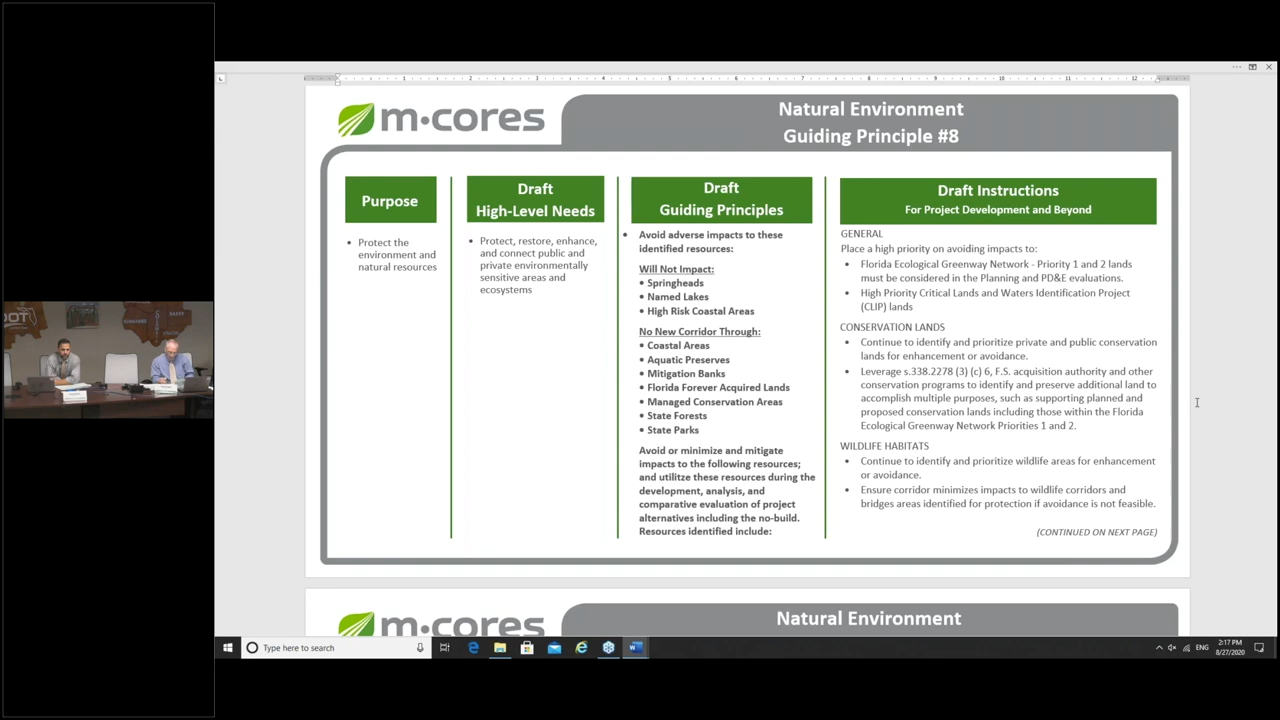 m·cores
Natural Environment
Guiding Principle #8
Purpose
• Protect the
environment and
natural resources
Draft
High-Level Needs
• Protect, restore, enhance,
and connect public and
private environmentally
sensitive areas and
ecosystems
Draft
Guiding Principles
• Avoid adverse impacts to these
identified resources:
Will Not Impact:
• Springheads
• Named Lakes
• High Risk Coastal Areas
No New Corridor Through:
• Coastal Areas
• Aquatic Preserves
• Mitigation Banks
• Florida Forever Acquired Lands
• Managed Conservation Areas
• State Forests
• State Parks
Avoid or minimize and mitigate
impacts to the following resources;
and utilitze these resources during the
development, analysis, and
comparative evaluation of project
alternatives including the no-build.
Resources identified include:
Draft Instructions
For Project Development and Beyond
GENERAL
Place a high priority on avoiding impacts to:
• Florida Ecological Greenway Network - Priority 1 and 2 lands
must be considered in the Planning and PD&E evaluations.
• High Priority Critical Lands and Waters Identification Project
(CLIP) lands
CONSERVATION LANDS
• Continue to identify and prioritize private and public conservation
lands for enhancement or avoidance.
• Leverage s.338.2278 (3) (c) 6, F.S. acquisition authority and other
conservation programs to identify and preserve additional land to
accomplish multiple purposes, such as supporting planned and
proposed conservation lands including those within the Florida
Ecological Greenway Network Priorities 1 and 2.
WILDLIFE HABITATS
• Continue to identify and prioritize wildlife areas for enhancement
or avoidance.
• Ensure corridor minimizes impacts to wildlife corridors and
bridges areas identified for protection if avoidance is not feasible.
(CONTINUED ON NEXT PAGE)
m·cores
Natural Environment
Type here to search
ENG
2:17 PM
8/27/2020
1 2 3 4 5 6 7 8 9 10 11 12